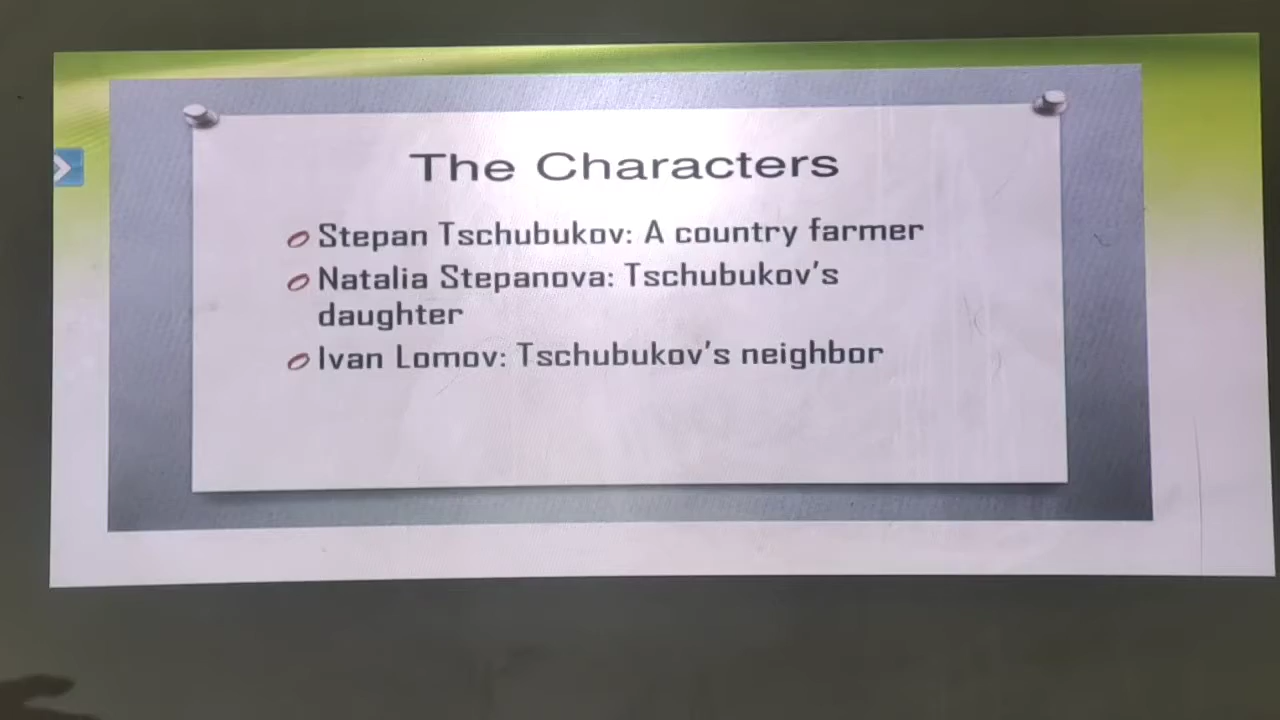 The Characters
Stepan Tschubukov: A country farmer
Natalia Stepanova: Tschubukov's
daughter
Ivan Lomov: Tschubukov's neighbor